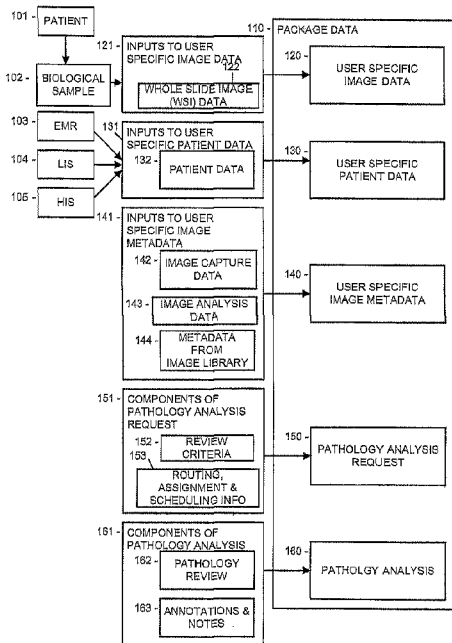 101 - PATIENT
102 - BIOLOGICAL SAMPLE
103 - EMR
104 - LIS
105 - HIS
121 - INPUTS TO USER SPECIFIC IMAGE DATA
122
WHOLE SLIDE IMAGE (WSI) DATA
131
INPUTS TO USER SPECIFIC PATIENT DATA
132 - PATIENT DATA
141 - INPUTS TO USER SPECIFIC IMAGE METADATA
142 - IMAGE CAPTURE DATA
143 - IMAGE ANALYSIS DATA
144 - METADATA FROM IMAGE LIBRARY
151 - COMPONENTS OF PATHOLOGY ANALYSIS REQUEST
152 - REVIEW CRITERIA
153 - ROUTING, ASSIGNMENT & SCHEDULING INFO
161 - COMPONENTS OF PATHOLOGY ANALYSIS
162 - PATHOLOGY REVIEW
163 - ANNOTATIONS & NOTES
110 - PACKAGE DATA
120 - USER SPECIFIC IMAGE DATA
130 - USER SPECIFIC PATIENT DATA
140 - USER SPECIFIC IMAGE METADATA
150 - PATHOLOGY ANALYSIS REQUEST
160 - PATHOLGY ANALYSIS